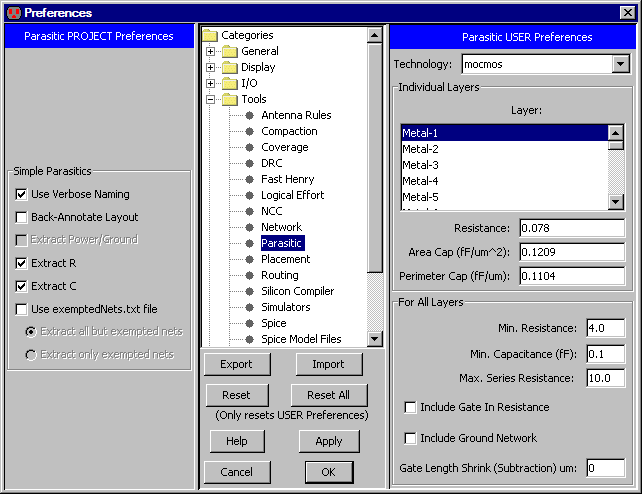 Preferences
Parasitic PROJECT Preferences
Simple Parasitics
Use Verbose Naming
Back-Annotate Layout
Extract Power/Ground
Extract R
Extract C
Use exemptedNets.txt file
Extract all but exempted nets
Extract only exempted nets
Categories
General
Display
I/O
Tools
Antenna Rules
Compaction
Coverage
DRC
Fast Henry
Logical Effort
NCC
Network
Parasitic
Placement
Routing
Silicon Compiler
Simulators
Spice
Spice Model Files
Export Import
Reset Reset All
(Only resets USER Preferences)
Help Apply
Cancel OK
Parasitic USER Preferences
Technology: mocmos
Individual Layers
Layer:
Metal-1
Metal-2
Metal-3
Metal-4
Metal-5
Resistance: 0.078
Area Cap (fF/um^2): 0.1209
Perimeter Cap (fF/um): 0.1104
For All Layers
Min. Resistance: 4.0
Min. Capacitance (fF): 0.1
Max. Series Resistance: 10.0
Include Gate In Resistance
Include Ground Network
Gate Length Shrink (Subtraction) um: 0